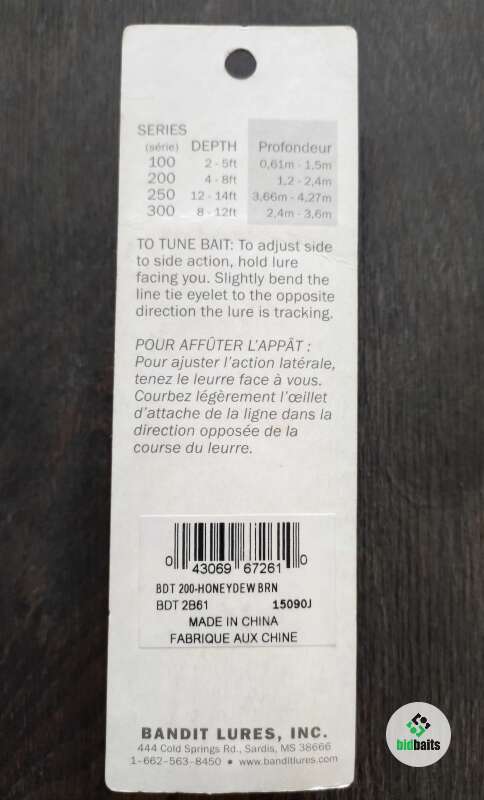 SERIES
(série) DEPTH Profondeur
100 2 - 5ft 0,61m - 1,5m
200 4 - 8ft 1,2 - 2,4m
250 12 - 14ft 3,66m - 4,27m
300 8 - 12ft 2,4m - 3,6m
TO TUNE BAIT: To adjust side
to side action, hold lure
facing you. Slightly bend the
line tie eyelet to the opposite
direction the lure is tracking.
POUR AFFÛTER L'APPÂT :
Pour ajuster l'action latérale,
tenez le leurre face à vous.
Courbez légèrement l'œillet
d'attache de la ligne dans la
direction opposée de la
course du leurre.
0 43069 67261 0
BDT 200-HONEYDEW BRN
BDT 2B61 15090J
MADE IN CHINA
FABRIQUE AUX CHINE
BANDIT LURES, INC.
444 Cold Springs Rd., Sardis, MS 38666
1-662-563-8450 • www.banditlures.com
bidbaits